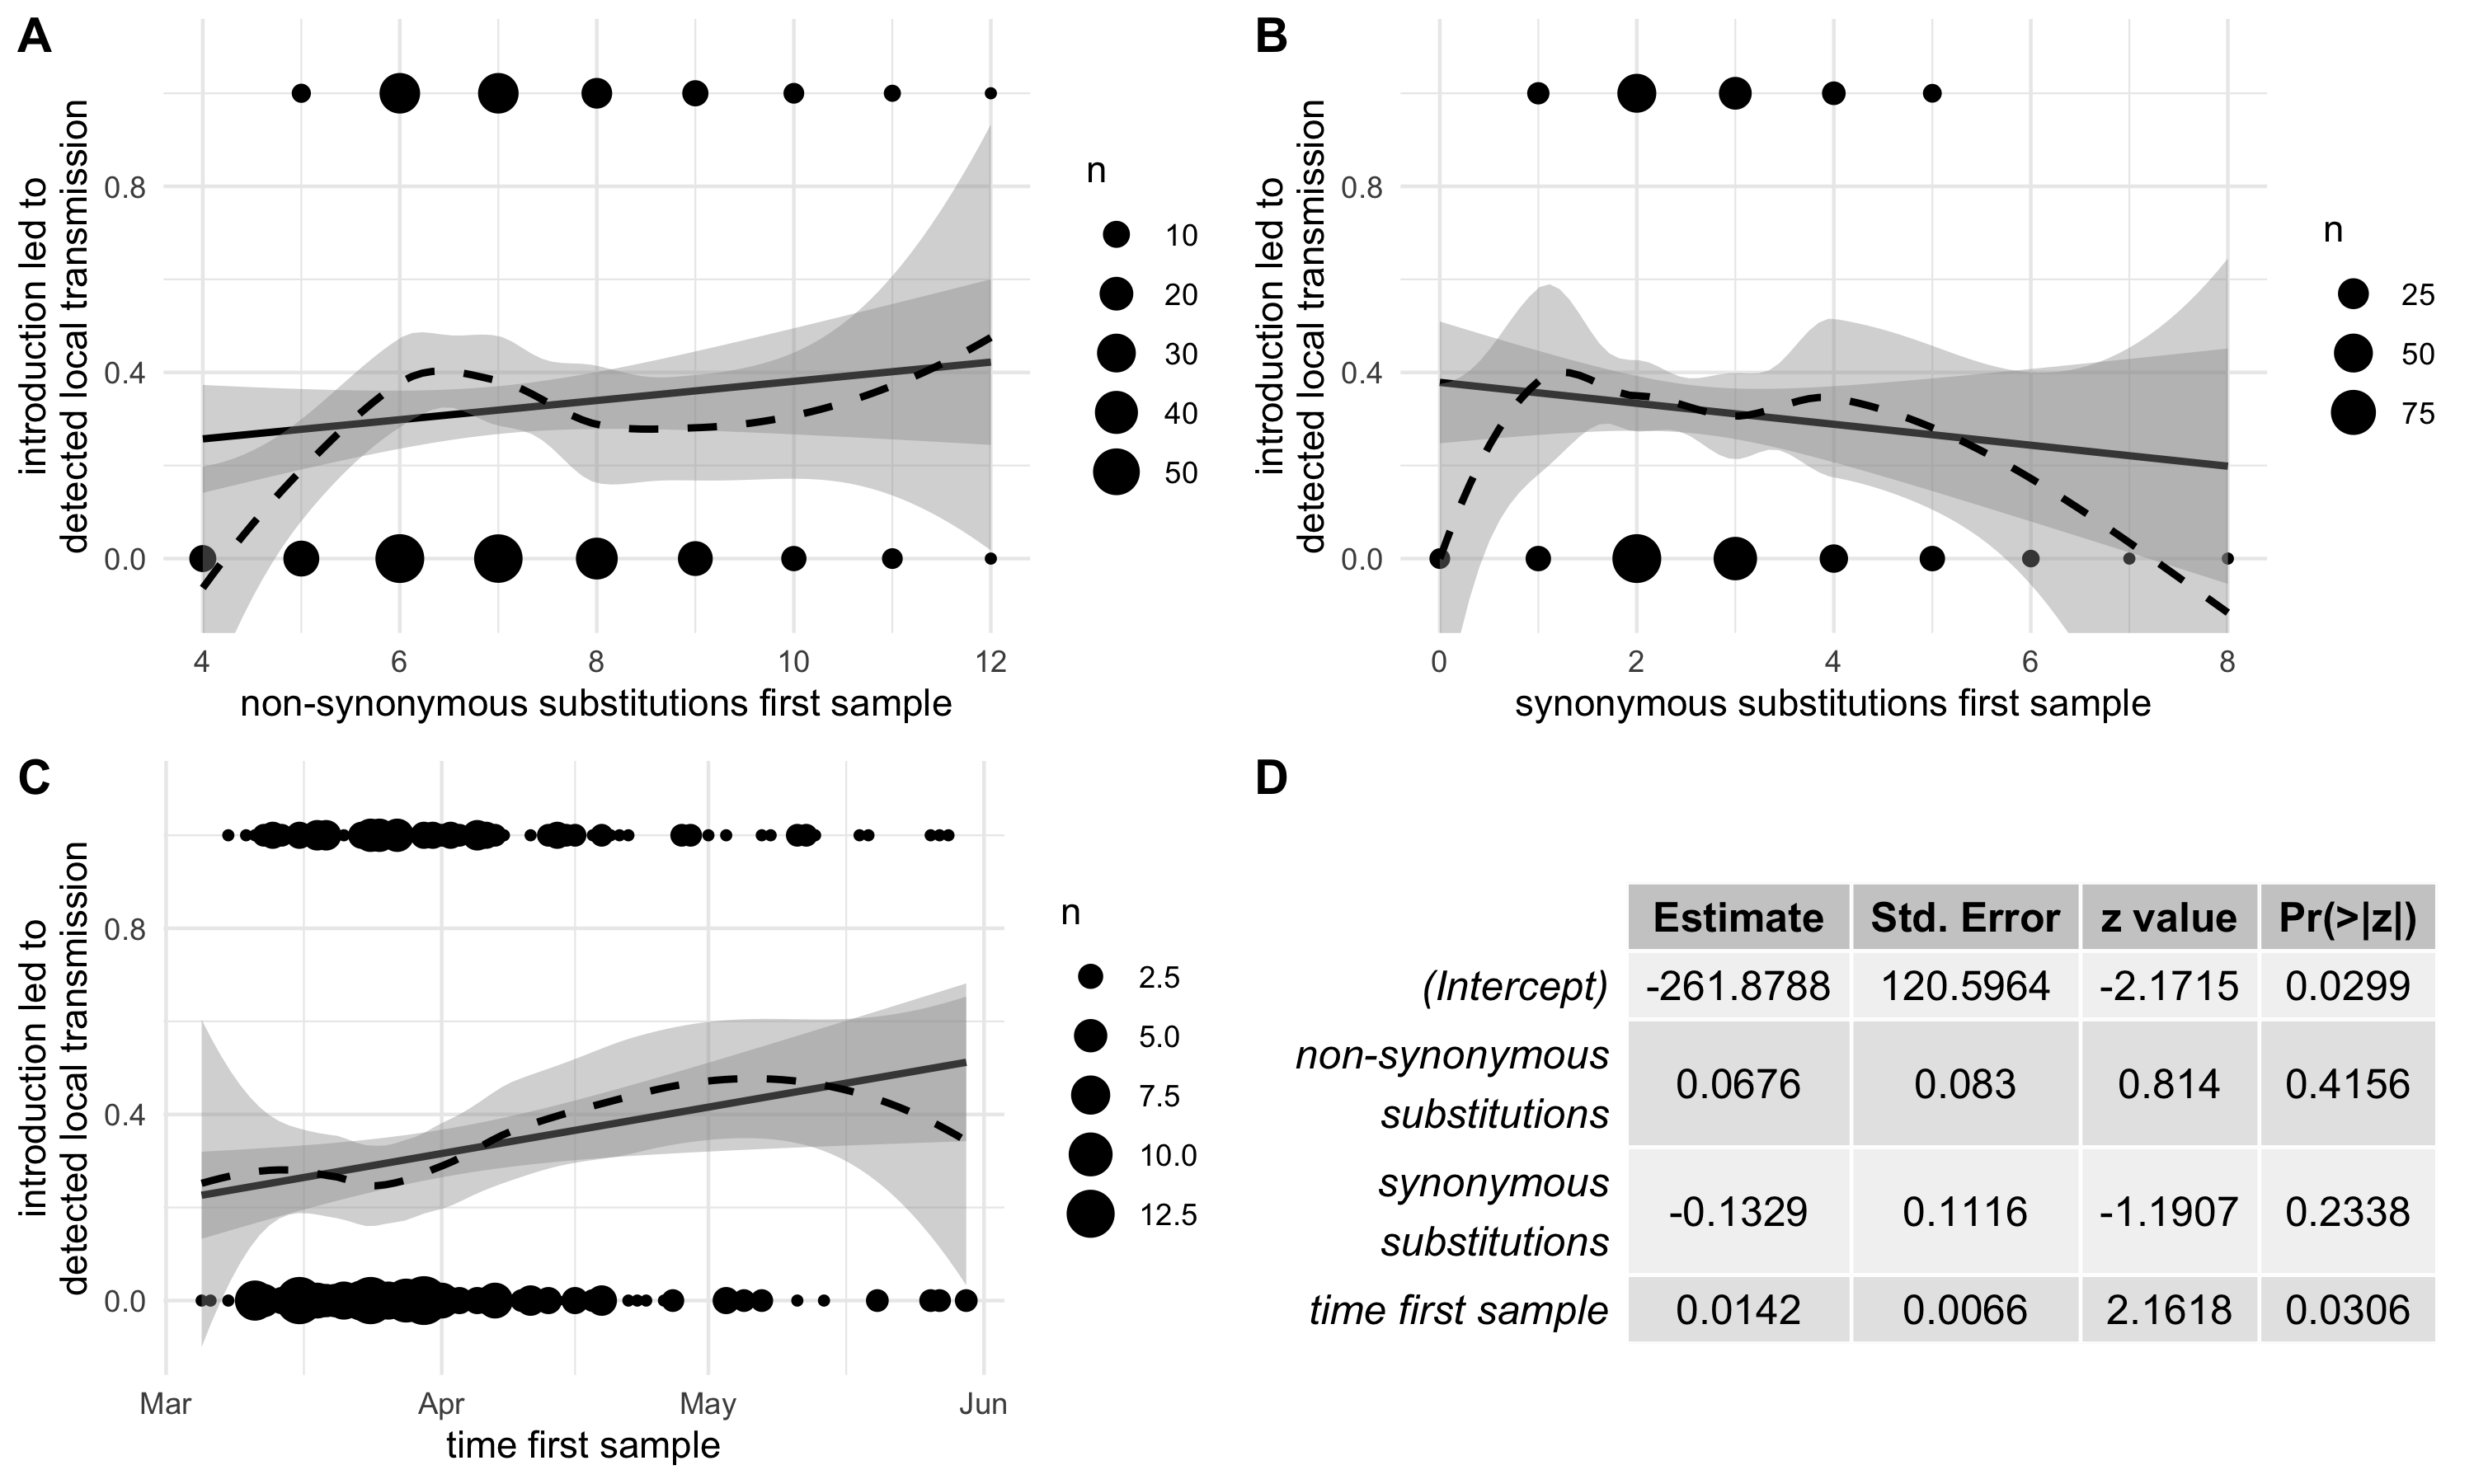 A
introduction led to
detected local transmission
0.8
0.4
0.0
4 6 8 10 12
non-synonymous substitutions first sample
n
10
20
30
40
50
B
introduction led to
detected local transmission
0.8
0.4
0.0
0 2 4 6 8
synonymous substitutions first sample
n
25
50
75
C
introduction led to
detected local transmission
0.8
0.4
0.0
Mar Apr May Jun
time first sample
n
2.5
5.0
7.5
10.0
12.5
D
Estimate Std. Error z value Pr(>|z|)
(Intercept) -261.8788 120.5964 -2.1715 0.0299
non-synonymous
substitutions 0.0676 0.083 0.814 0.4156
synonymous
substitutions -0.1329 0.1116 -1.1907 0.2338
time first sample 0.0142 0.0066 2.1618 0.0306